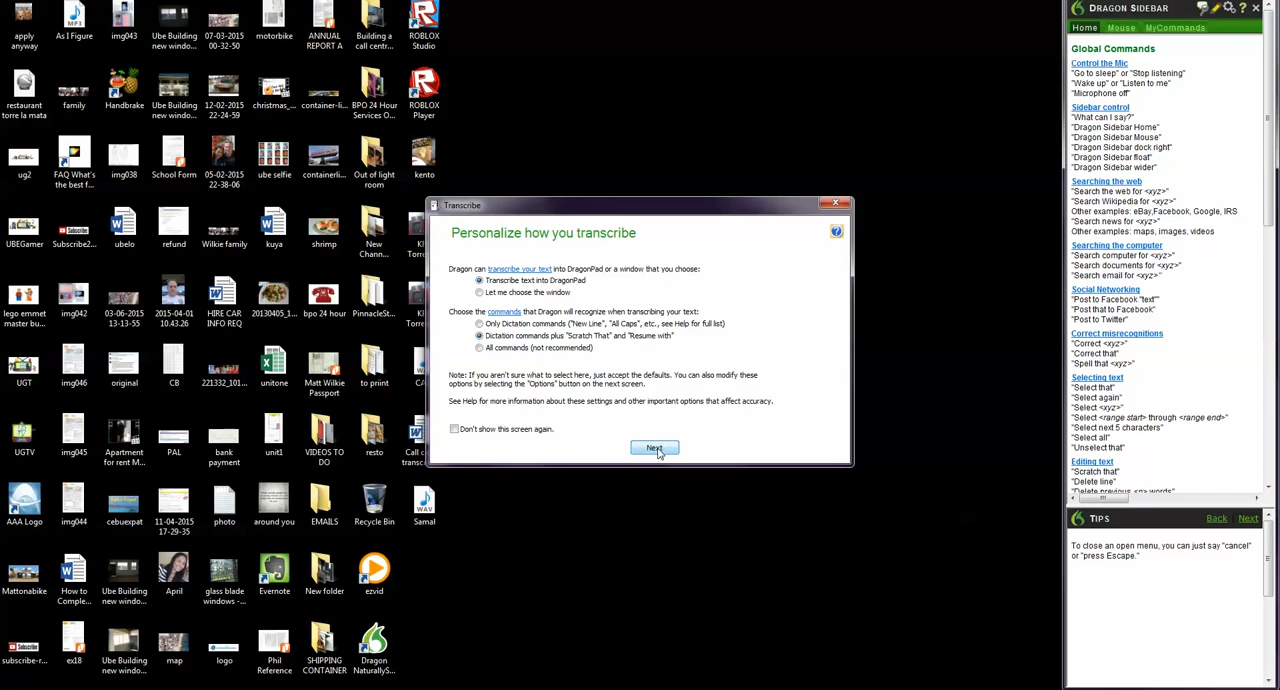 apply anyway
As I Figure
img043
Ube Building new windo...
07-03-2015 00-32-50
motorbike
ANNUAL REPORT A
Building a call centr...
ROBLOX Studio
restaurant torre la mata
family
Handbrake
Ube Building new windo...
12-02-2015 22-24-59
christmas_...
container-li...
BPO 24 Hour Services O...
ROBLOX Player
ug2
FAQ What's the best f...
img038
School Form
05-02-2015 22-38-06
ube selfie
containerli...
Out of light room
kento
UBEGamer
Subscribe2...
ubelo
refund
Wilkie family
kuya
shrimp
New Chann...
lego emmet master bu...
img042
03-06-2015 13-13-55
image
2015-04-01 10.43.26
HIRE CAR INFO REQ
20130405_1...
bpo 24 hour
PinnacleSt...
UGT
img046
original
CB
221332_101...
unitone
Matt Wilkie Passport
to print
UGTV
img045
Apartment for rent M...
PAL
bank payment
unit1
VIDEOS TO DO
resto
AAA Logo
img044
cebuexpat
11-04-2015 17-29-35
photo
around you
EMAILS
Recycle Bin
Samal
Mattonabike
How to Comple...
Ube Building new windo...
April
glass blade windows -...
Evernote
New folder
ezvid
subscribe-r...
ex18
Ube Building new windo...
map
logo
Phil Reference
SHIPPING CONTAINER
Dragon NaturallyS...
Transcribe
Personalize how you transcribe
Dragon can transcribe your text into DragonPad or a window that you choose:
Transcribe text into DragonPad
Let me choose the window
Choose the commands that Dragon will recognize when transcribing your text:
Only Dictation commands ("New Line", "All Caps", etc., see Help for full list)
Dictation commands plus "Scratch That" and "Resume with"
All commands (not recommended)
Note: If you aren't sure what to select here, just accept the defaults. You can also modify these
options by selecting the "Options" button on the next screen.
See Help for more information about these settings and other important options that affect accuracy.
Don't show this screen again.
Next
DRAGON SIDEBAR
Home Mouse MyCommands
Global Commands
Control the Mic
"Go to sleep" or "Stop listening"
"Wake up" or "Listen to me"
"Microphone off"
Sidebar control
"What can I say?"
"Dragon Sidebar Home"
"Dragon Sidebar Mouse"
"Dragon Sidebar dock right"
"Dragon Sidebar float"
"Dragon Sidebar wider"
Searching the web
"Search the web for <xyz>"
"Search Wikipedia for <xyz>"
Other examples: eBay,Facebook, Google, IRS
"Search news for <xyz>"
Other examples: maps, images, videos
Searching the computer
"Search computer for <xyz>"
"Search documents for <xyz>"
"Search email for <xyz>"
Social Networking
"Post to Facebook "text""
"Post that to Facebook"
"Post to Twitter"
Correct misrecognitions
"Correct <xyz>"
"Correct that"
"Spell that <xyz>"
Selecting text
"Select that"
"Select again"
"Select <xyz>"
"Select <range start> through <range end>"
"Select next 5 characters"
"Select all"
"Unselect that"
Editing text
"Scratch that"
"Delete line"
"Delete previous <n> words"
TIPS
Back Next
To close an open menu, you can just say "cancel"
or "press Escape."